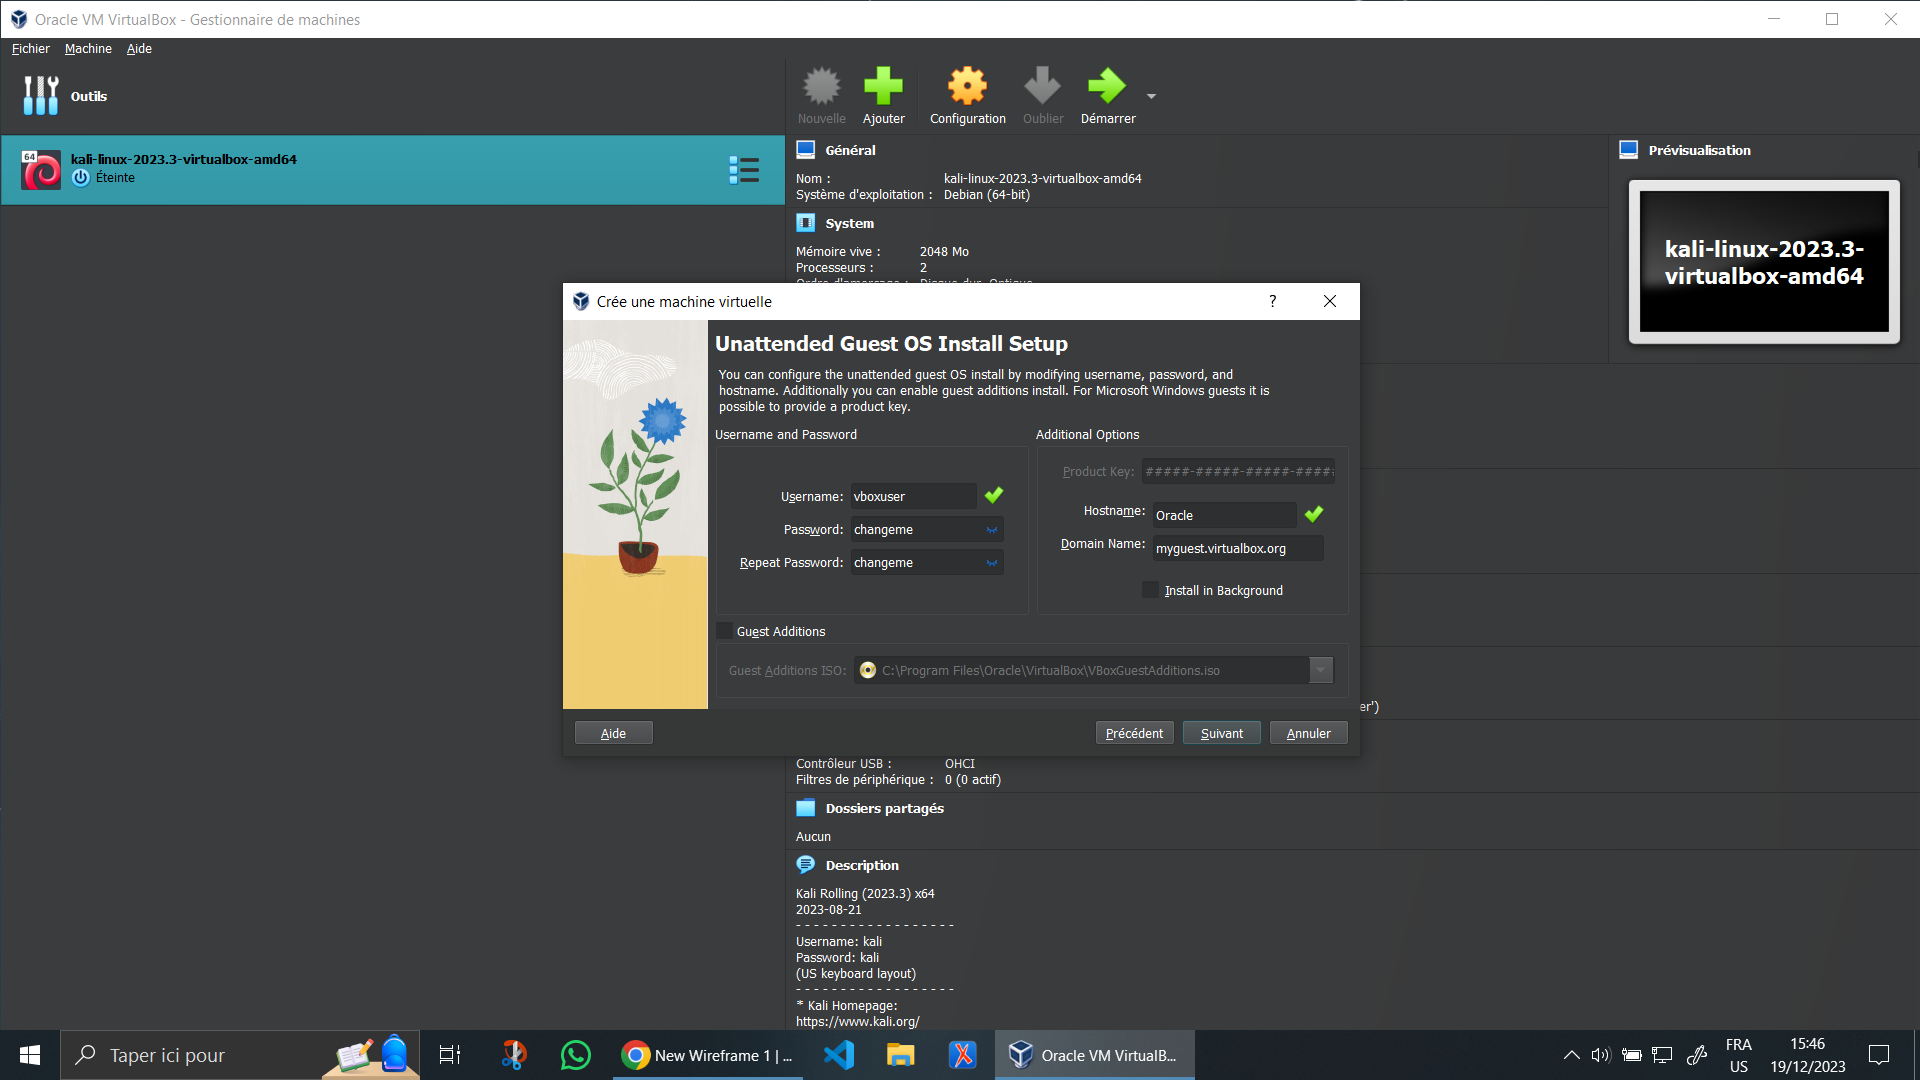 Oracle VM VirtualBox - Gestionnaire de machines
Fichier Machine Aide
Outils
Nouvelle Ajouter Configuration Oublier Démarrer
64
kali-linux-2023.3-virtualbox-amd64
Éteinte
Général
Nom : kali-linux-2023.3-virtualbox-amd64
Système d'exploitation : Debian (64-bit)
System
Mémoire vive : 2048 Mo
Processeurs : 2
Ordre d'amorçage : Disque dur, Optique
Prévisualisation
kali-linux-2023.3-
virtualbox-amd64
Crée une machine virtuelle
?
Unattended Guest OS Install Setup
You can configure the unattended guest OS install by modifying username, password, and
hostname. Additionally you can enable guest additions install. For Microsoft Windows guests it is
possible to provide a product key.
Username and Password
Username: vboxuser
Password: changeme
Repeat Password: changeme
Additional Options
Product Key: #####-#####-#####-####
Hostname: Oracle
Domain Name: myguest.virtualbox.org
Install in Background
Guest Additions
Guest Additions ISO: C:\Program Files\Oracle\VirtualBox\VBoxGuestAdditions.iso
Aide Précédent Suivant Annuler
er')
Contrôleur USB : OHCI
Filtres de périphérique : 0 (0 actif)
Dossiers partagés
Aucun
Description
Kali Rolling (2023.3) x64
2023-08-21
- - - - - - - - - - - - - - - - - -
Username: kali
Password: kali
(US keyboard layout)
- - - - - - - - - - - - - - - - - -
* Kali Homepage:
https://www.kali.org/
Taper ici pour
New Wireframe 1 | ...
Oracle VM VirtualB...
FRA
US
15:46
19/12/2023